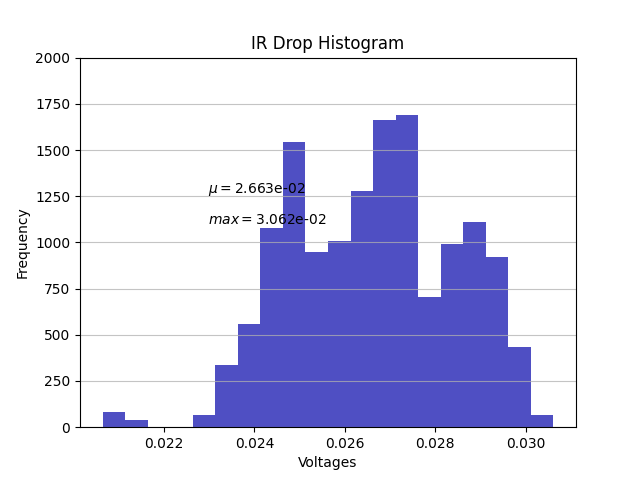 IR Drop Histogram
2000
1750
1500
1250
1000
750
500
250
0
Frequency
μ = 2.663e-02
max = 3.062e-02
0.022 0.024 0.026 0.028 0.030
Voltages